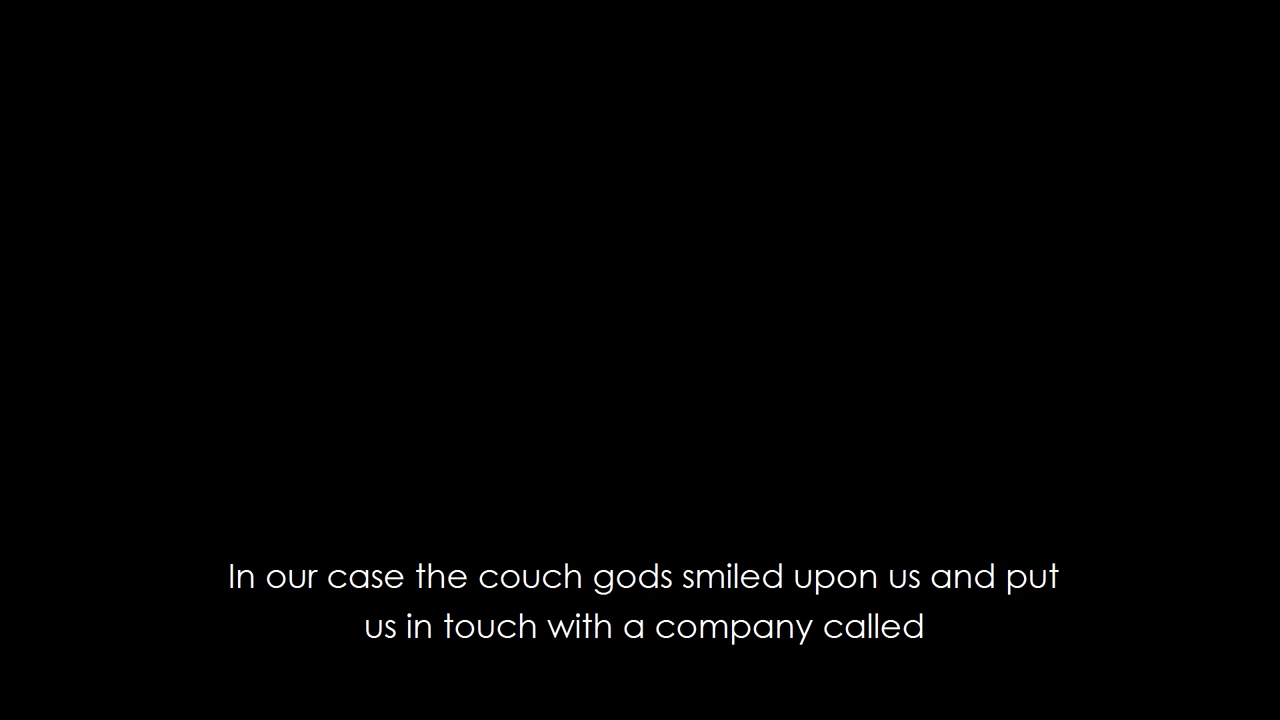 In our case the couch gods smiled upon us and put
us in touch with a company called